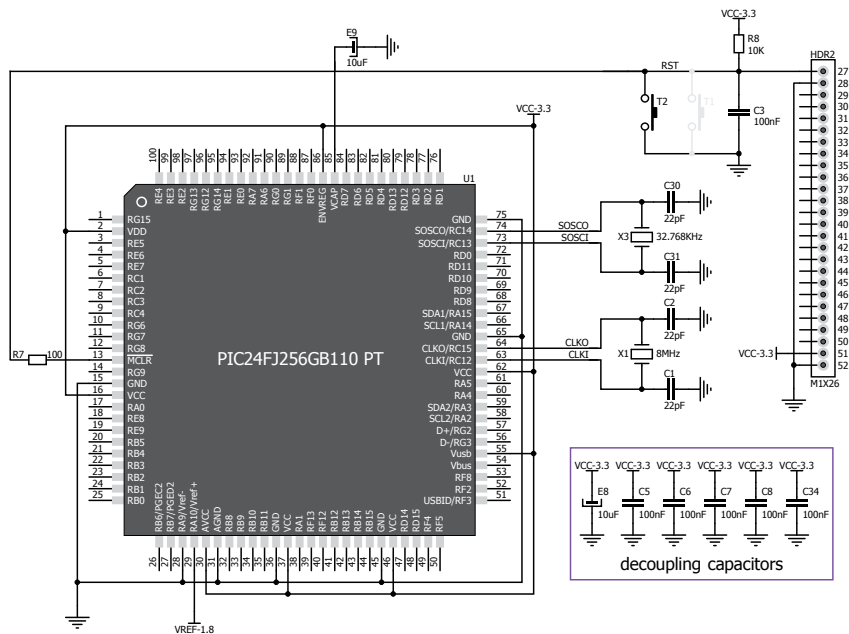 VCC-3.3
E9
10uF
R8
10K
RST
HDR2
T2
T1
C3
100nF
VCC-3.3
27
28
29
30
31
32
33
34
35
36
37
38
39
40
41
42
43
44
45
46
47
48
49
50
51
52
M1X26
VCC-3.3
100 99 98 97 96 95 94 93 92 91 90 89 88 87 86 85 84 83 82 81 80 79 78 77 76
RE4 RE3 RE2 RG13 RG12 RG14 RE1 RE0 RA7 RA6 RG0 RG1 RF1 RF0 ENVREG VCAP RD7 RD6 RD5 RD4 RD13 RD12 RD3 RD2 RD1
U1
1 RG15
2 VDD
3 RE5
4 RE6
5 RE7
6 RC1
7 RC2
8 RC3
9 RC4
10 RG6
11 RG7
12 RG8
13 MCLR
14 RG9
15 GND
16 VCC
17 RA0
18 RE8
19 RE9
20 RB5
21 RB4
22 RB3
23 RB2
24 RB1
25 RB0
R7
100
PIC24FJ256GB110 PT
GND 75
SOSCO/RC14 74
SOSCI/RC13 73
RD0 72
RD11 71
RD10 70
RD9 69
RD8 68
SDA1/RA15 67
SCL1/RA14 66
GND 65
CLKO/RC15 64
CLKI/RC12 63
VCC 62
RA5 61
RA4 60
SDA2/RA3 59
SCL2/RA2 58
D+/RG2 57
D-/RG3 56
Vusb 55
Vbus 54
RF8 53
RF2 52
USBID/RF3 51
RB6/PGEC2 RB7/PGED2 RA9/Vref- RA10/Vref+ AVCC AGND RB8 RB9 RB10 RB11 GND VCC RA1 RF13 RF12 RB12 RB13 RB14 RB15 GND VCC RD14 RD15 RF4 RF5
26 27 28 29 30 31 32 33 34 35 36 37 38 39 40 41 42 43 44 45 46 47 48 49 50
VREF-1.8
SOSCO
SOSCI
C30
22pF
X3
32.768KHz
C31
22pF
CLKO
CLKI
C2
22pF
X1
8MHz
C1
22pF
VCC-3.3 VCC-3.3 VCC-3.3 VCC-3.3 VCC-3.3 VCC-3.3
E8 C5 C6 C7 C8 C34
10uF 100nF 100nF 100nF 100nF 100nF
decoupling capacitors